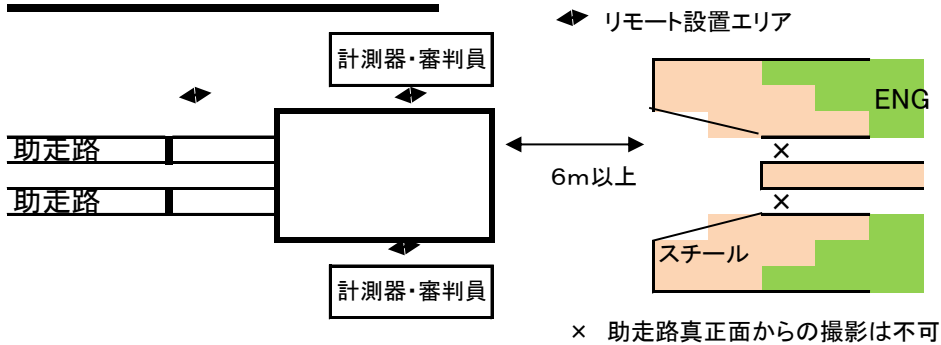 リモート設置エリア
計測器・審判員
ENG
助走路
×
6m以上
助走路
×
スチール
計測器・審判員
× 助走路真正面からの撮影は不可